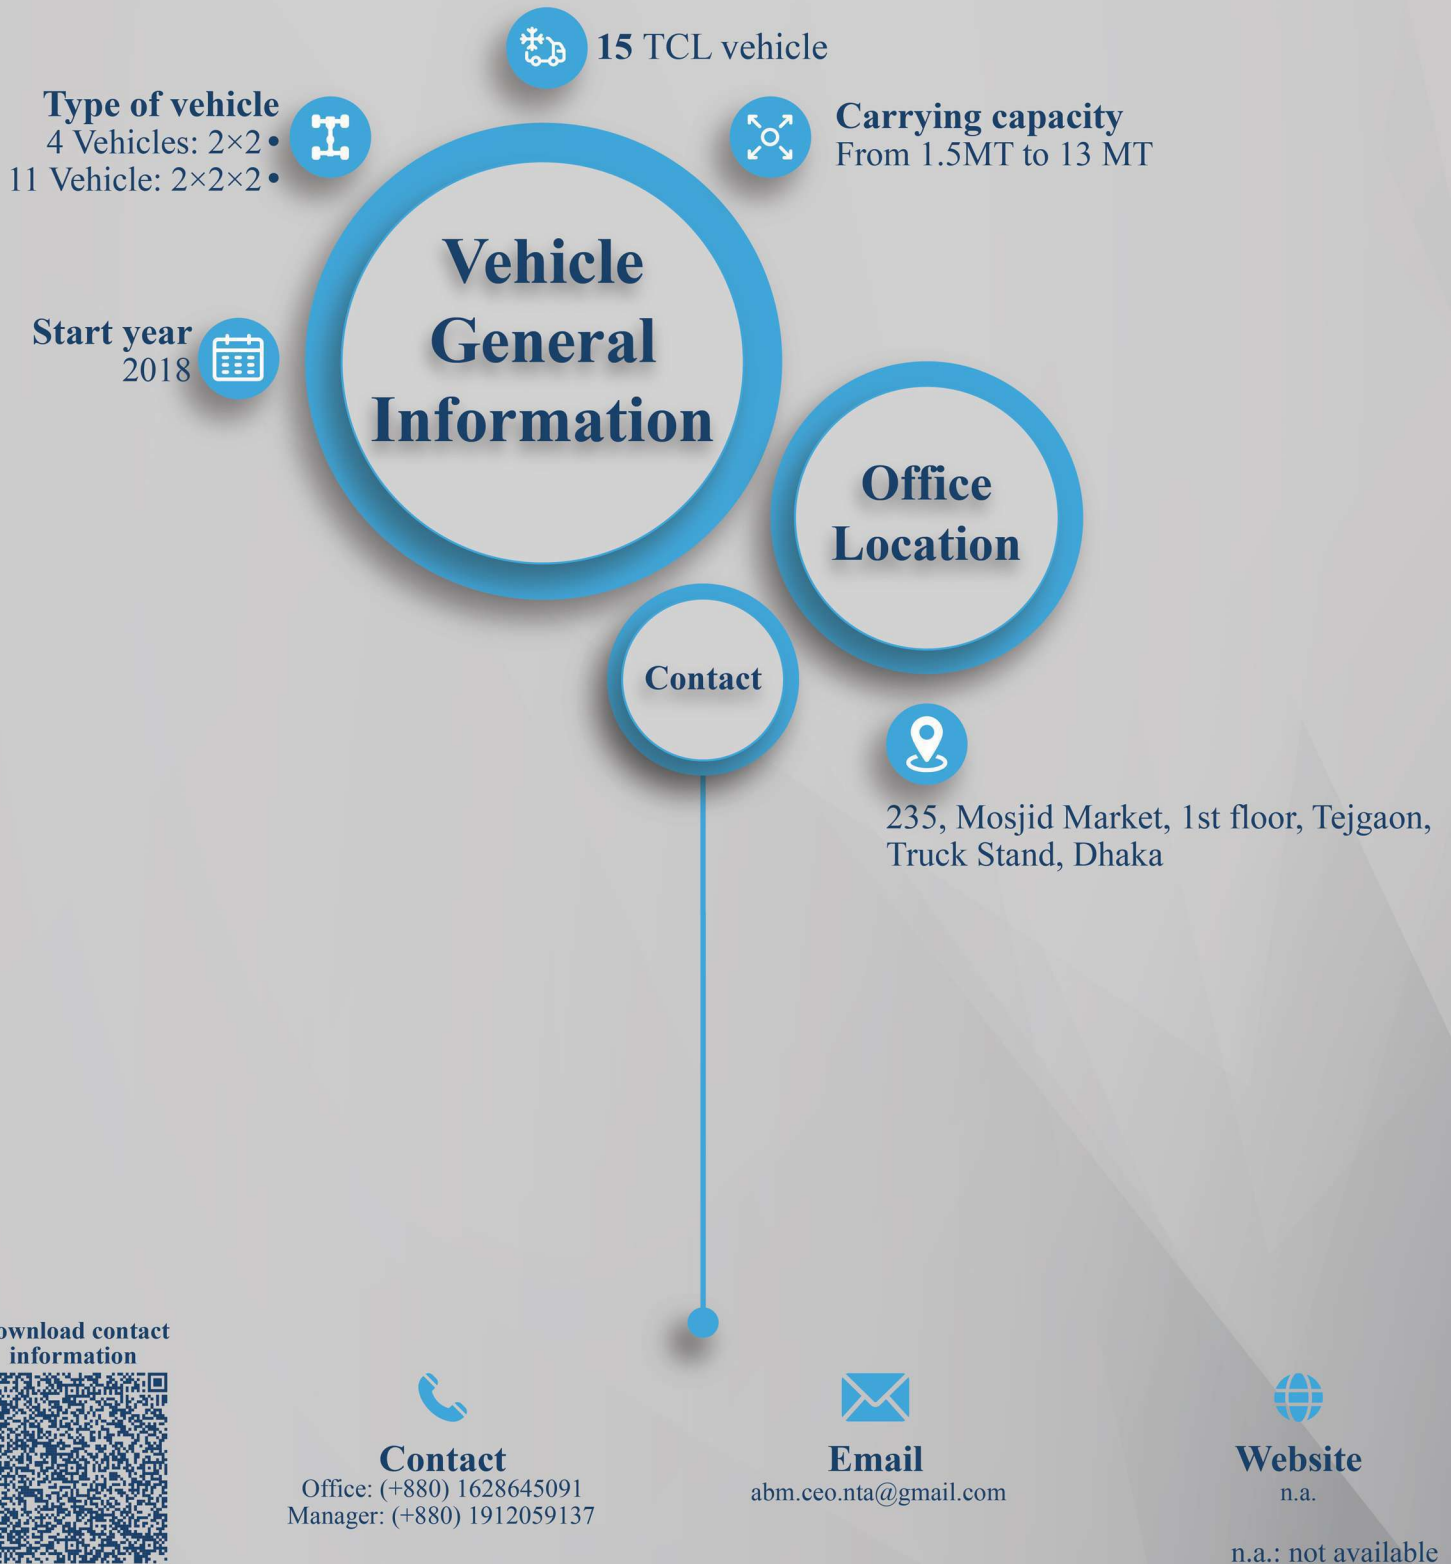 15 TCL vehicle
Type of vehicle
4 Vehicles: 2×2 •
11 Vehicle: 2×2×2 •
Carrying capacity
From 1.5MT to 13 MT
Start year
2018
Vehicle
General
Information
Office
Location
Contact
235, Mosjid Market, 1st floor, Tejgaon,
Truck Stand, Dhaka
ownload contact
information
Contact
Office: (+880) 1628645091
Manager: (+880) 1912059137
Email
abm.ceo.nta@gmail.com
Website
n.a.
n.a.: not available